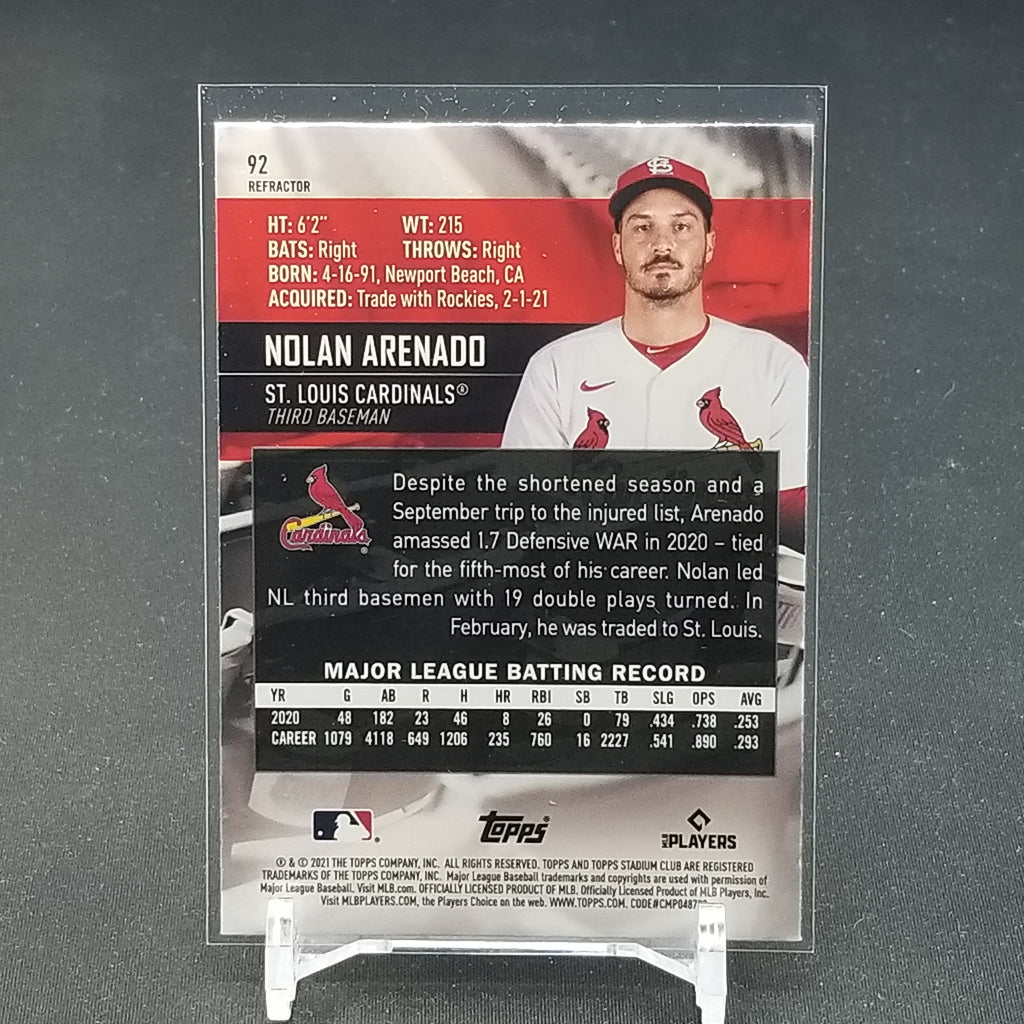 92
REFRACTOR
HT: 6'2" WT: 215
BATS: Right THROWS: Right
BORN: 4-16-91, Newport Beach, CA
ACQUIRED: Trade with Rockies, 2-1-21
NOLAN ARENADO
ST. LOUIS CARDINALS®
THIRD BASEMAN
Cardinals®
Despite the shortened season and a
September trip to the injured list, Arenado
amassed 1.7 Defensive WAR in 2020 – tied
for the fifth-most of his career. Nolan led
NL third basemen with 19 double plays turned. In
February, he was traded to St. Louis.
MAJOR LEAGUE BATTING RECORD
YR G AB R H HR RBI SB TB SLG OPS AVG
2020 48 182 23 46 8 26 0 79 .434 .738 .253
CAREER 1079 4118 649 1206 235 760 16 2227 .541 .890 .293
Topps®
MLB PLAYERS
® & © 2021 THE TOPPS COMPANY, INC. ALL RIGHTS RESERVED. TOPPS AND TOPPS STADIUM CLUB ARE REGISTERED
TRADEMARKS OF THE TOPPS COMPANY, INC. Major League Baseball trademarks and copyrights are used with permission of
Major League Baseball. Visit MLB.com. OFFICIALLY LICENSED PRODUCT OF MLB. Officially Licensed Product of MLB Players, Inc.
Visit MLBPLAYERS.COM, the Players Choice on the web. WWW.TOPPS.COM.